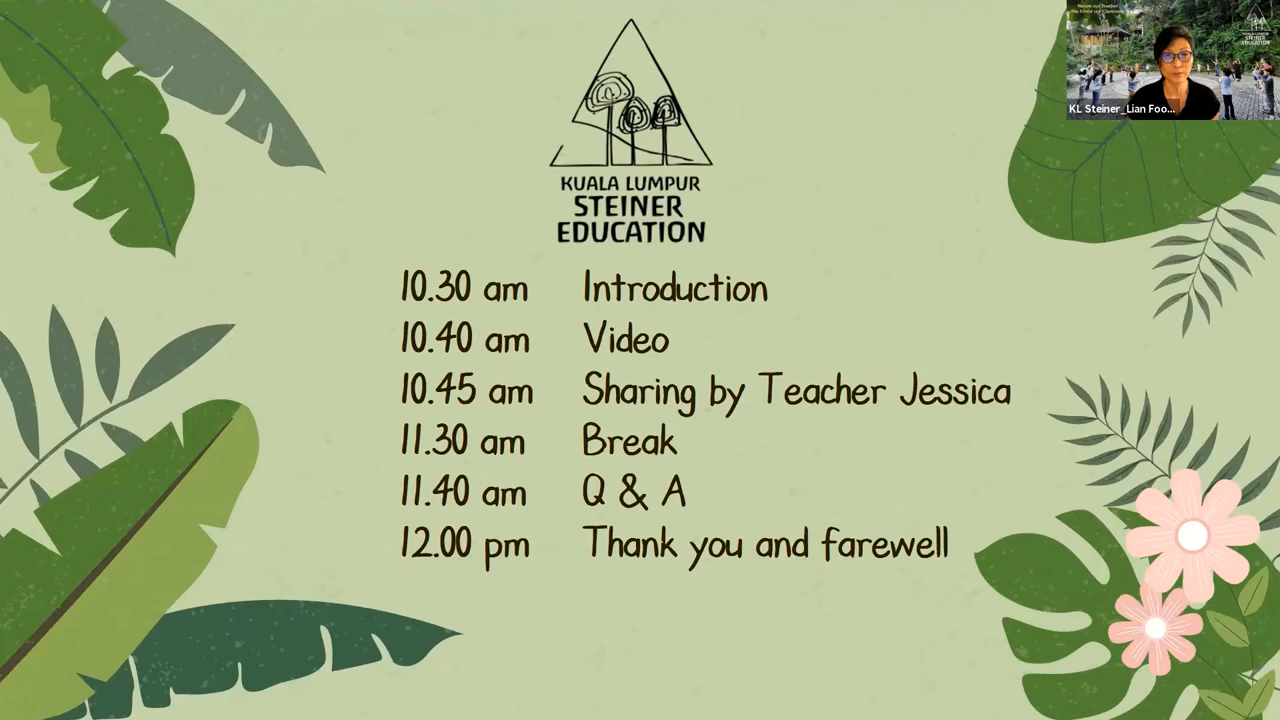 KUALA LUMPUR
STEINER
EDUCATION
10.30 am Introduction
10.40 am Video
10.45 am Sharing by Teacher Jessica
11.30 am Break
11.40 am Q & A
12.00 pm Thank you and farewell
KL Steiner_Lian Foo...